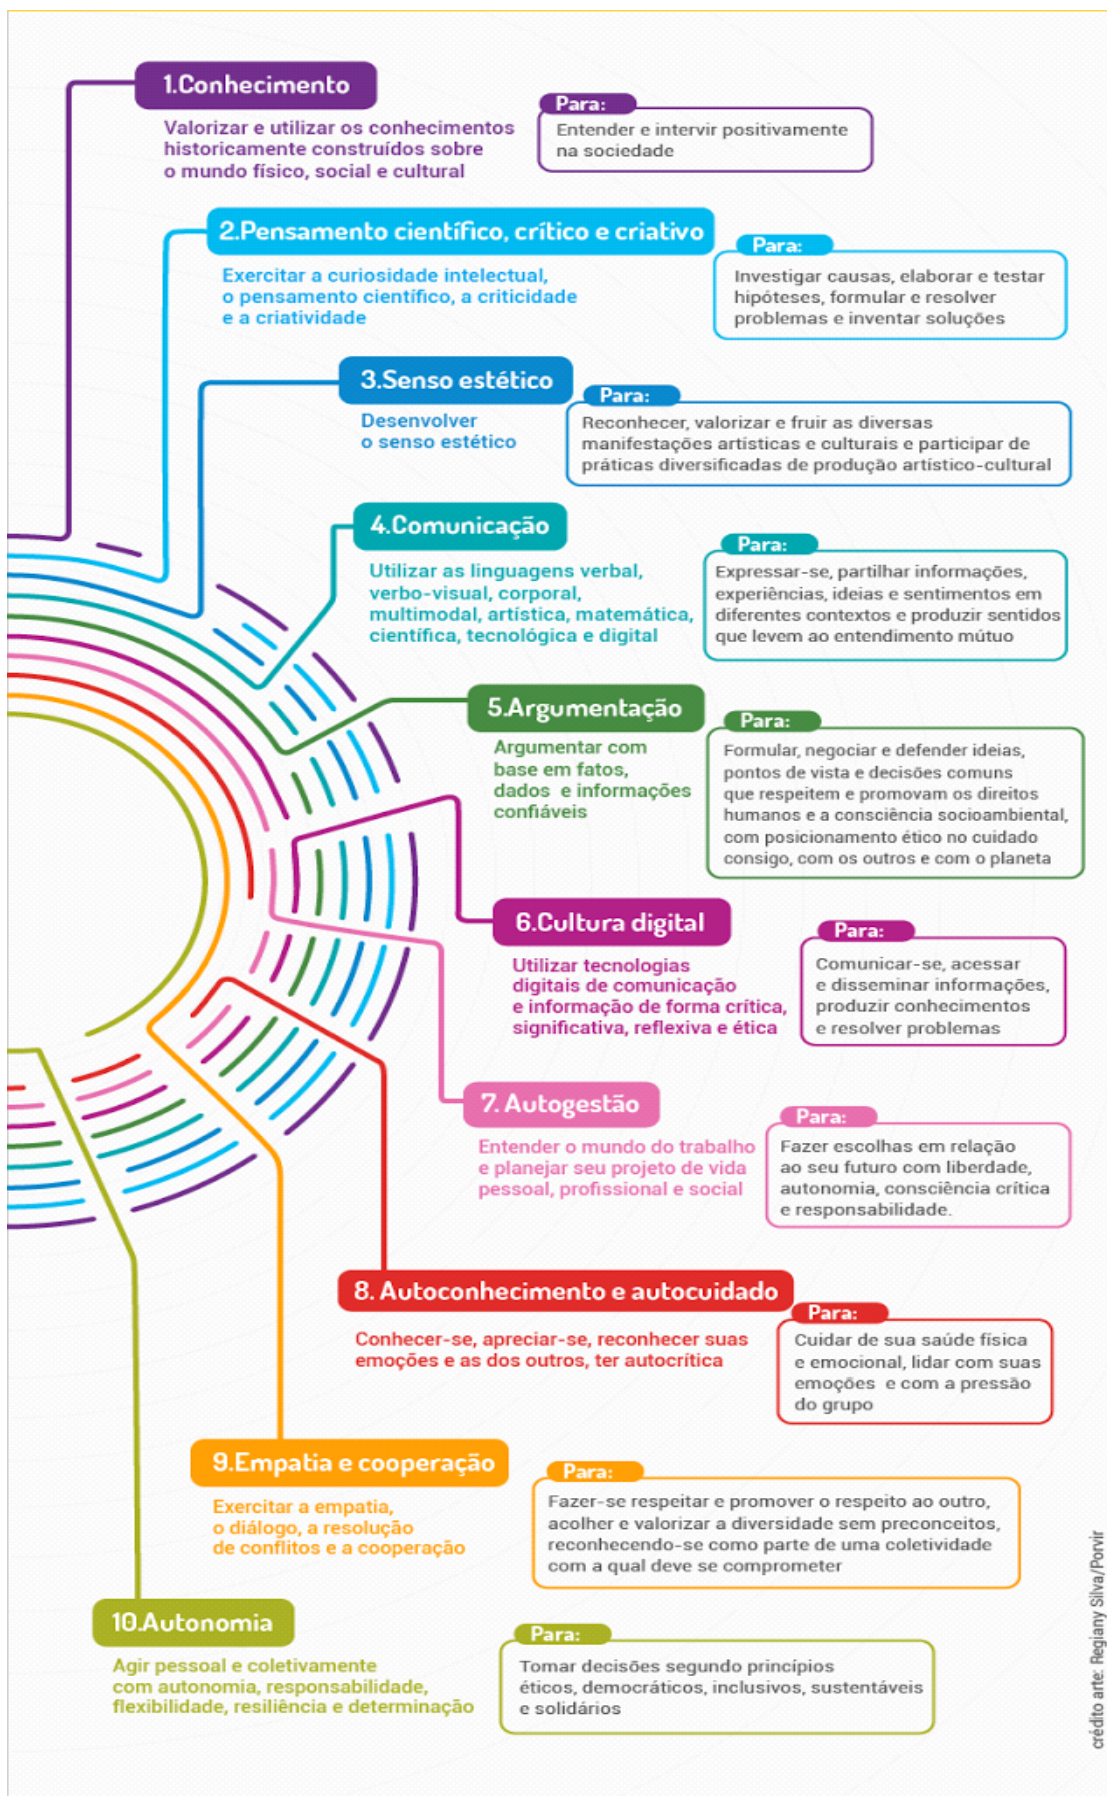 1.Conhecimento
Valorizar e utilizar os conhecimentos
historicamente construídos sobre
o mundo físico, social e cultural
Para:
Entender e intervir positivamente
na sociedade
2.Pensamento científico, crítico e criativo
Exercitar a curiosidade intelectual,
o pensamento científico, a criticidade
e a criatividade
Para:
Investigar causas, elaborar e testar
hipóteses, formular e resolver
problemas e inventar soluções
3.Senso estético
Desenvolver
o senso estético
Para:
Reconhecer, valorizar e fruir as diversas
manifestações artísticas e culturais e participar de
práticas diversificadas de produção artístico-cultural
4.Comunicação
Utilizar as linguagens verbal,
verbo-visual, corporal,
multimodal, artística, matemática,
científica, tecnológica e digital
Para:
Expressar-se, partilhar informações,
experiências, ideias e sentimentos em
diferentes contextos e produzir sentidos
que levem ao entendimento mútuo
5.Argumentação
Argumentar com
base em fatos,
dados e informações
confiáveis
Para:
Formular, negociar e defender ideias,
pontos de vista e decisões comuns
que respeitem e promovam os direitos
humanos e a consciência socioambiental,
com posicionamento ético no cuidado
consigo, com os outros e com o planeta
6.Cultura digital
Utilizar tecnologias
digitais de comunicação
e informação de forma crítica,
significativa, reflexiva e ética
Para:
Comunicar-se, acessar
e disseminar informações,
produzir conhecimentos
e resolver problemas
7. Autogestão
Entender o mundo do trabalho
e planejar seu projeto de vida
pessoal, profissional e social
Para:
Fazer escolhas em relação
ao seu futuro com liberdade,
autonomia, consciência crítica
e responsabilidade.
8. Autoconhecimento e autocuidado
Conhecer-se, apreciar-se, reconhecer suas
emoções e as dos outros, ter autocrítica
Para:
Cuidar de sua saúde física
e emocional, lidar com suas
emoções e com a pressão
do grupo
9.Empatia e cooperação
Exercitar a empatia,
o diálogo, a resolução
de conflitos e a cooperação
Para:
Fazer-se respeitar e promover o respeito ao outro,
acolher e valorizar a diversidade sem preconceitos,
reconhecendo-se como parte de uma coletividade
com a qual deve se comprometer
10.Autonomia
Agir pessoal e coletivamente
com autonomia, responsabilidade,
flexibilidade, resiliência e determinação
Para:
Tomar decisões segundo princípios
éticos, democráticos, inclusivos, sustentáveis
e solidários
crédito arte: Regiany Silva/Porvir